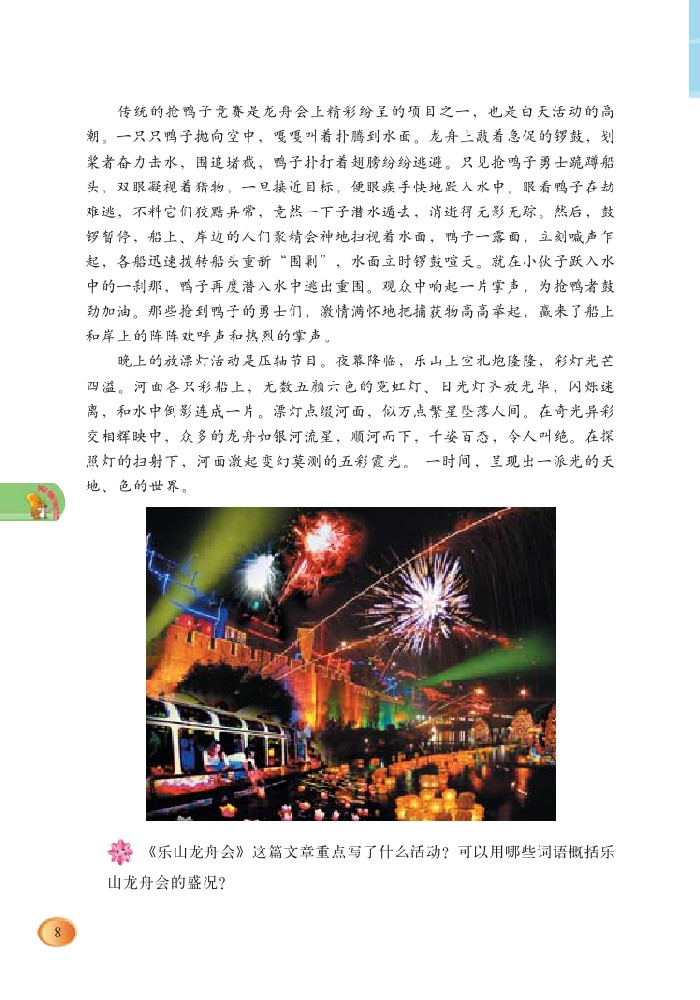 传统的抢鸭子竞赛是龙舟会上精彩纷呈的项目之一，也是白天活动的高
潮。一只只鸭子抛向空中，嘎嘎叫着扑腾到水面。龙舟上敲着急促的锣鼓，划
桨者奋力击水，围追堵截，鸭子扑打着翅膀纷纷逃避。只见抢鸭子勇士跪蹲船
头，双眼凝视着猎物，一旦接近目标，便眼疾手快地跃入水中。眼看鸭子在劫
难逃，不料它们狡黠异常，竟然一下子潜水遁去，消逝得无影无踪。然后，鼓
锣暂停，船上、岸边的人们聚精会神地扫视着水面，鸭子一露面，立刻喊声乍
起，各船迅速拨转船头重新“围剿”，水面立时锣鼓喧天。就在小伙子跃入水
中的一刹那，鸭子再度潜入水中逃出重围。观众中响起一片掌声，为抢鸭者鼓
劲加油。那些抢到鸭子的勇士们，激情满怀地把捕获物高高举起，赢来了船上
和岸上的阵阵欢呼声和热烈的掌声。
晚上的放漂灯活动是压轴节目。夜幕降临，乐山上空礼炮隆隆，彩灯光芒
四溢。河面各只彩船上，无数五颜六色的霓虹灯、日光灯齐放光华，闪烁迷
离，和水中倒影连成一片。漂灯点缀河面，似万点繁星坠落人间。在奇光异彩
交相辉映中，众多的龙舟如银河流星，顺河而下，千姿百态，令人叫绝。在探
照灯的扫射下，河面激起变幻莫测的五彩霞光。一时间，呈现出一派光的天
地、色的世界。
《乐山龙舟会》这篇文章重点写了什么活动？可以用哪些词语概括乐
山龙舟会的盛况？
8